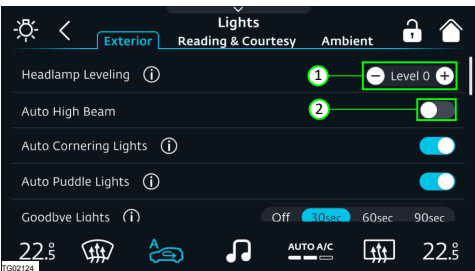 Lights
Exterior Reading & Courtesy Ambient
Headlamp Leveling i 1 − Level 0 +
Auto High Beam 2
Auto Cornering Lights i
Auto Puddle Lights i
Goodbye Lights i Off 30sec 60sec 90sec
22.5 A AUTO A/C 22.5
TG02124